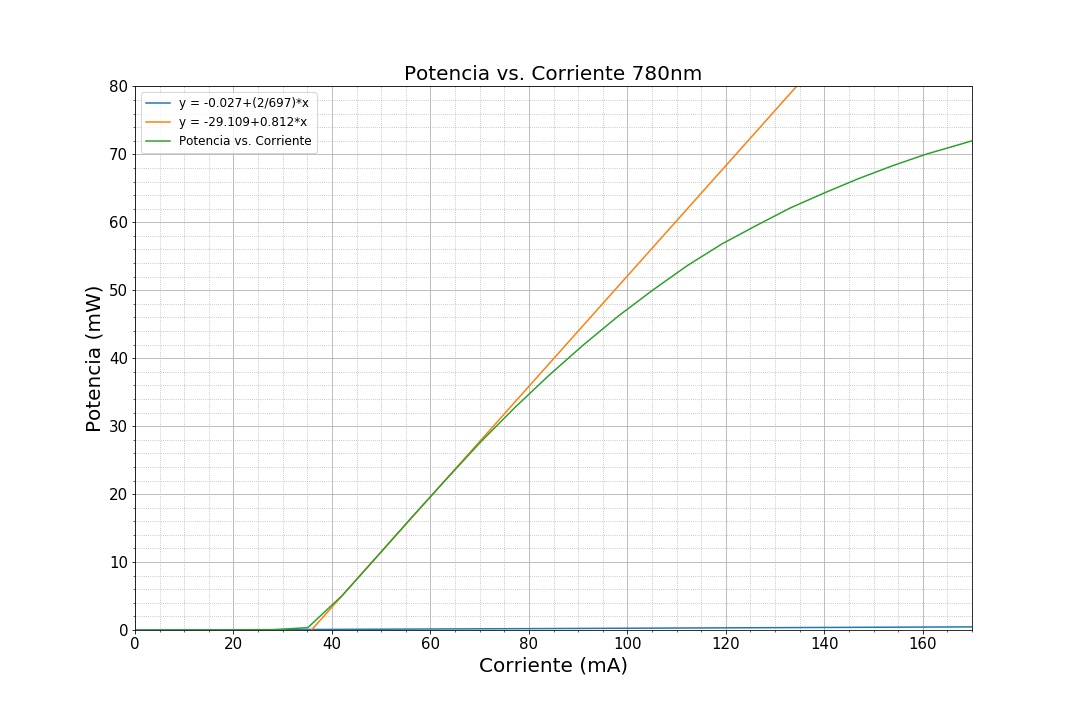 Potencia vs. Corriente 780nm
y = -0.027+(2/697)*x
y = -29.109+0.812*x
Potencia vs. Corriente
80
70
60
50
40
30
20
10
0
Potencia (mW)
0 20 40 60 80 100 120 140 160
Corriente (mA)